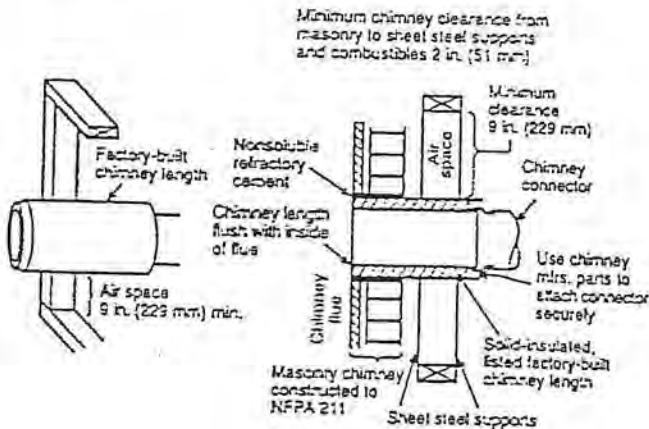 Minimum chimney clearance from
masonry to sheet steel supports
and combustibles 2 in. (51 mm)
Factory-built
chimney length
Air space
9 in. (229 mm) min.
Nonsoluble
refractory
cement
Chimney length
flush with inside
of flue
Air
space
Minimum
clearance
9 in. (229 mm)
Chimney
connector
Use chimney
mfrs. parts to
attach connector
securely
Chimney
flue
Masonry chimney
constructed to
NFPA 211
Solid-insulated,
listed factory-built
chimney length
Sheet steel supports